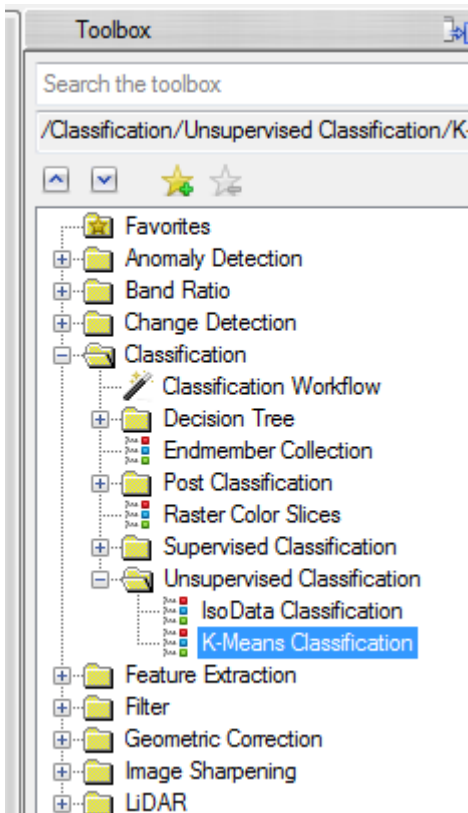 Toolbox
Search the toolbox
/Classification/Unsupervised Classification/K-
Favorites
Anomaly Detection
Band Ratio
Change Detection
Classification
Classification Workflow
Decision Tree
Endmember Collection
Post Classification
Raster Color Slices
Supervised Classification
Unsupervised Classification
IsoData Classification
K-Means Classification
Feature Extraction
Filter
Geometric Correction
Image Sharpening
LiDAR